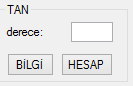 TAN
derece:
BİLGİ HESAP